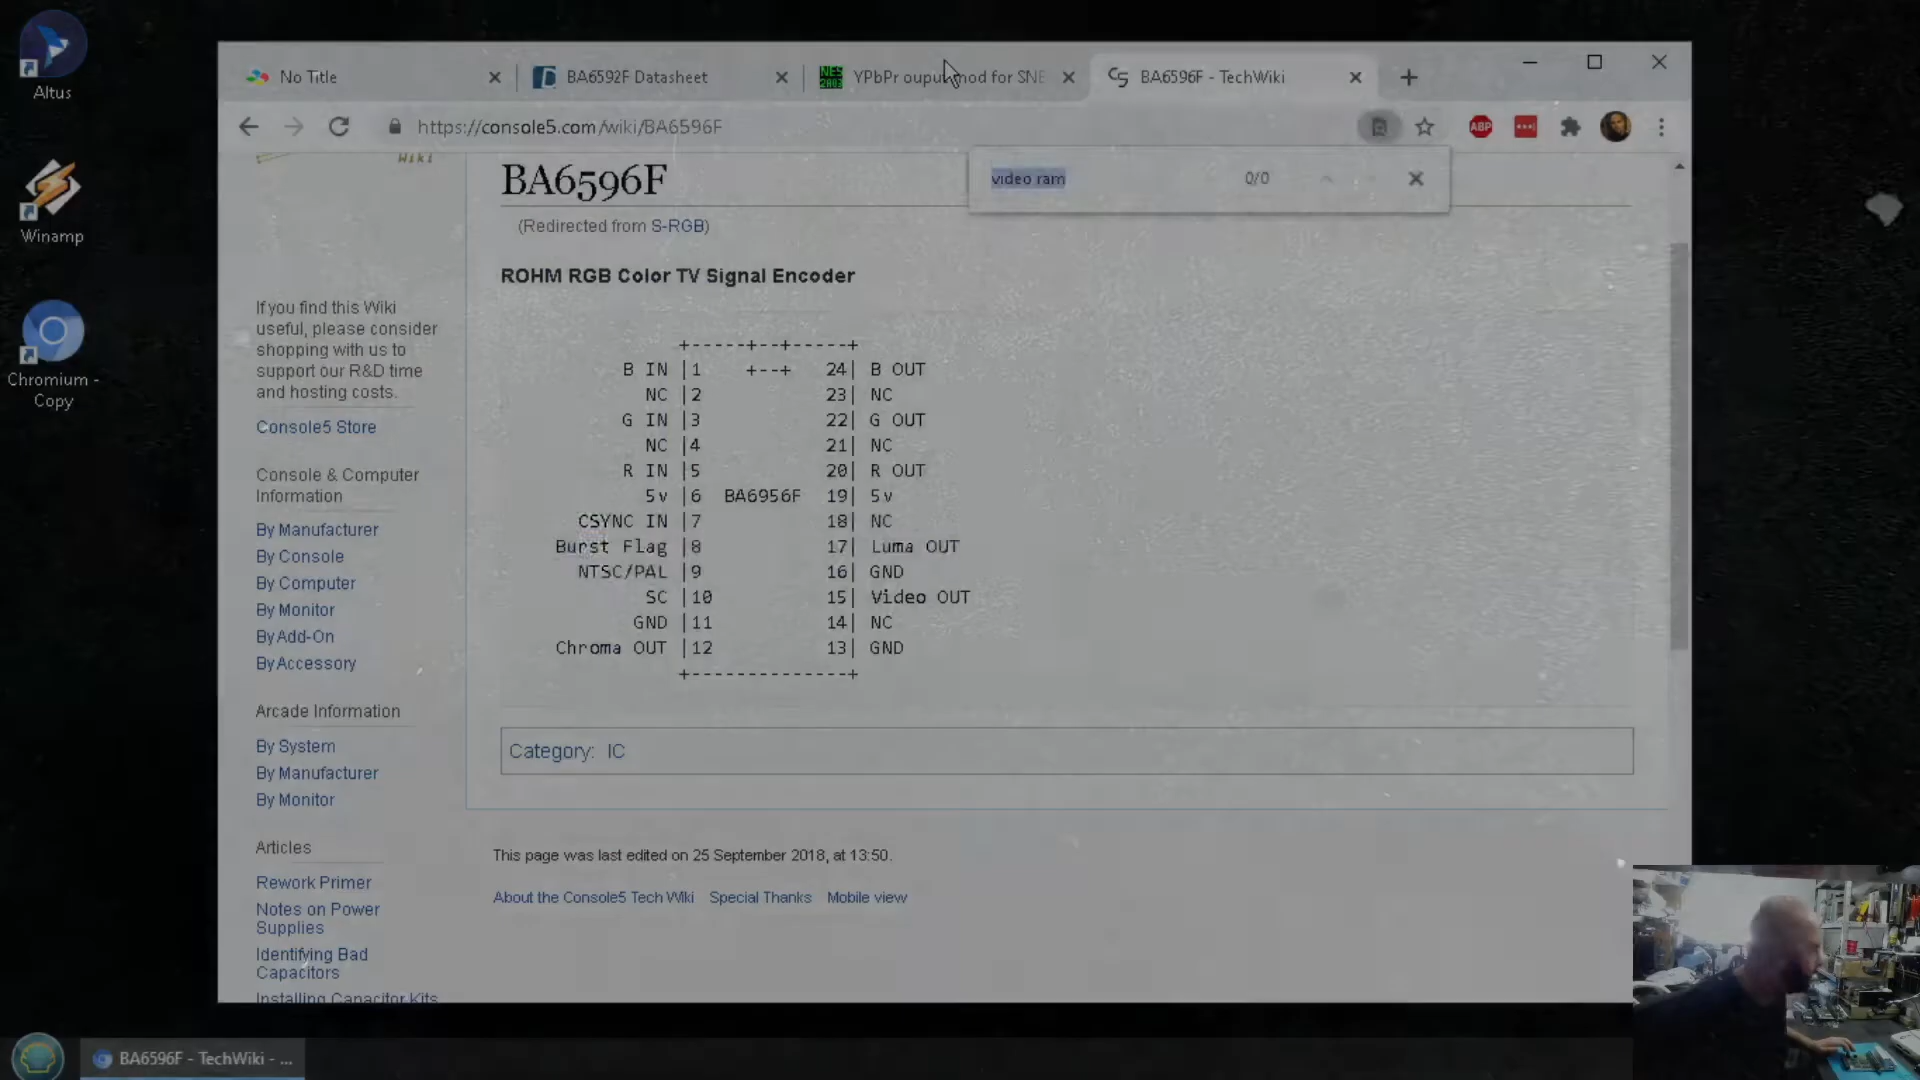 Altus
Winamp
Chromium -
Copy
No Title
BA6592F Datasheet
NES
2803
YPbPr ouput mod for SNE
BA6596F - TechWiki
https://console5.com/wiki/BA6596F
ABP
video ram
0/0
Wiki
BA6596F
(Redirected from S-RGB)
ROHM RGB Color TV Signal Encoder
+-----+--+-----+
B IN |1 +--+ 24| B OUT
NC |2 23| NC
G IN |3 22| G OUT
NC |4 21| NC
R IN |5 20| R OUT
5v |6 BA6956F 19| 5v
CSYNC IN |7 18| NC
Burst Flag |8 17| Luma OUT
NTSC/PAL |9 16| GND
SC |10 15| Video OUT
GND |11 14| NC
Chroma OUT |12 13| GND
+--------------+
Category: IC
This page was last edited on 25 September 2018, at 13:50.
About the Console5 Tech Wiki Special Thanks Mobile view
If you find this Wiki
useful, please consider
shopping with us to
support our R&D time
and hosting costs.
Console5 Store
Console & Computer
Information
By Manufacturer
By Console
By Computer
By Monitor
By Add-On
By Accessory
Arcade Information
By System
By Manufacturer
By Monitor
Articles
Rework Primer
Notes on Power
Supplies
Identifying Bad
Capacitors
Installing Capacitor Kits
BA6596F - TechWiki - ...